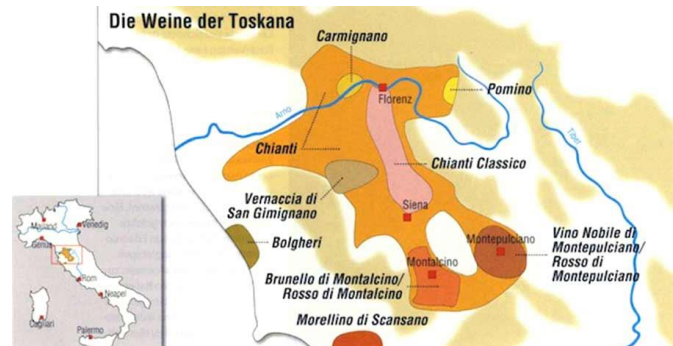 Die Weine der Toskana
Carmignano
Florenz
Pomino
Arno
Chianti
Chianti Classico
Tiber
Vernaccia di
San Gimignano
Siena
Bolgheri
Montepulciano
Vino Nobile di
Montepulciano/
Rosso di
Montepulciano
Montalcino
Brunello di Montalcino/
Rosso di Montalcino
Morellino di Scansano
Mailand
Venedig
Genua
Rom
Neapel
Cagliari
Palermo